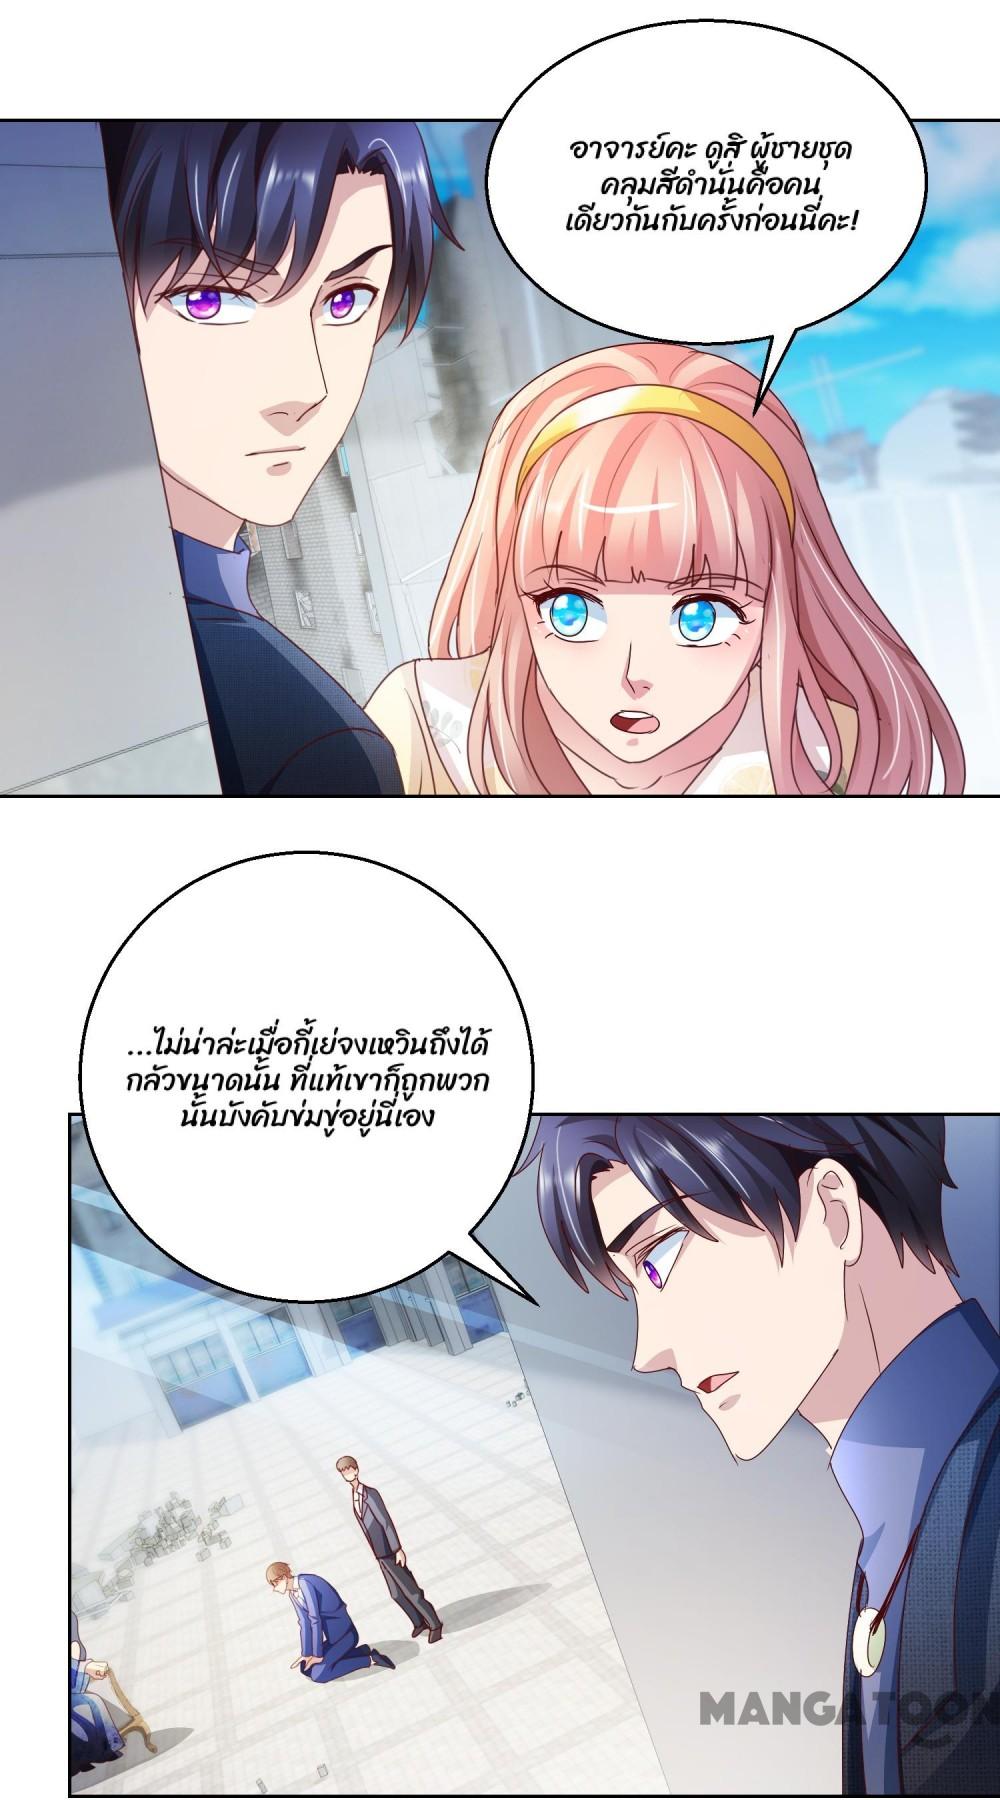 อาจารย์คะ ดูสิ ผู้ชายชุด
คลุมสีดำนั่นคือคน
เดียวกันกับครั้งก่อนนี่คะ!
...ไม่น่าล่ะเมื่อกี้เย่จงเหวินถึงได้
กลัวขนาดนั้น ที่แท้เขาก็ถูกพวก
นั้นบังคับข่มขู่อยู่นี่เอง
MANGATOON